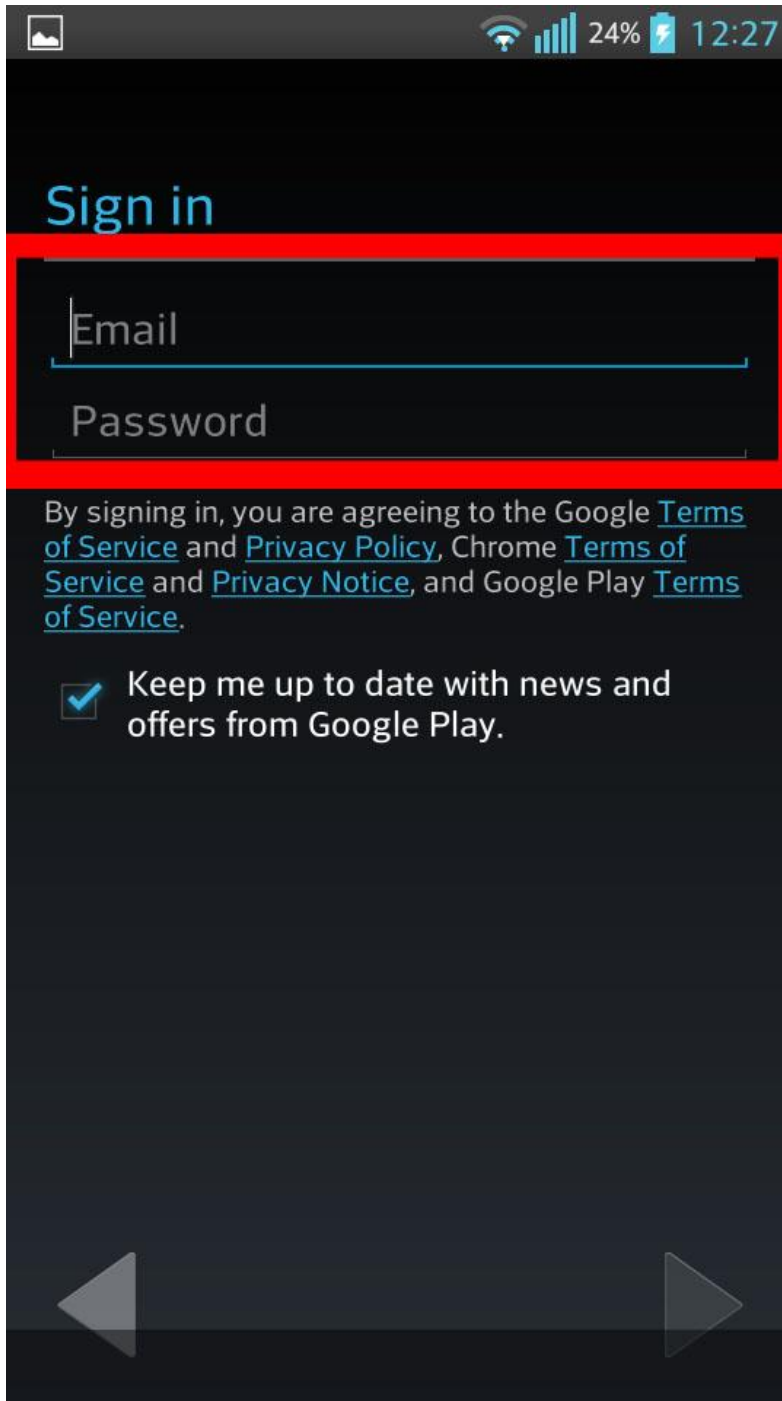 24% 12:27
Sign in
Email
Password
By signing in, you are agreeing to the Google Terms
of Service and Privacy Policy, Chrome Terms of
Service and Privacy Notice, and Google Play Terms
of Service.
Keep me up to date with news and
offers from Google Play.